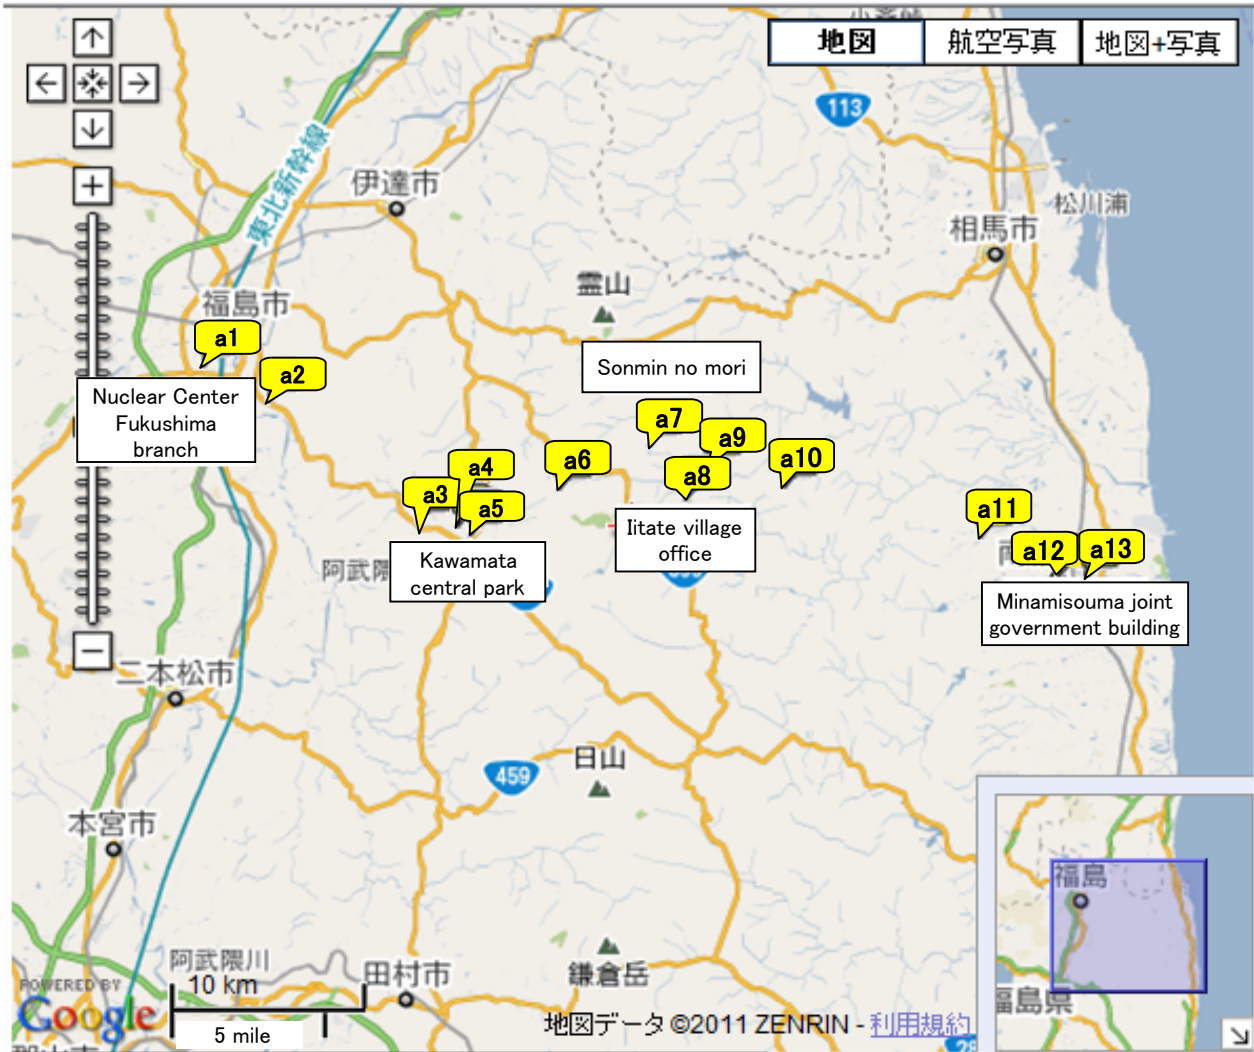 地図
航空写真
地図+写真
113
東北新幹線
伊達市
松川浦
相馬市
福島市
霊山
a1
a2
Sonmin no mori
Nuclear Center
Fukushima
branch
a7
a9
a4
a6
a8
a10
a3
a5
a11
Iitate village
office
a12
a13
阿武隈
Kawamata
central park
Minamisouma joint
government building
二本松市
日山
459
本宮市
福島
阿武隈川
10 km
田村市
鎌倉岳
福島県
POWERED BY
Google
5 mile
地図データ ©2011 ZENRIN - 利用規約